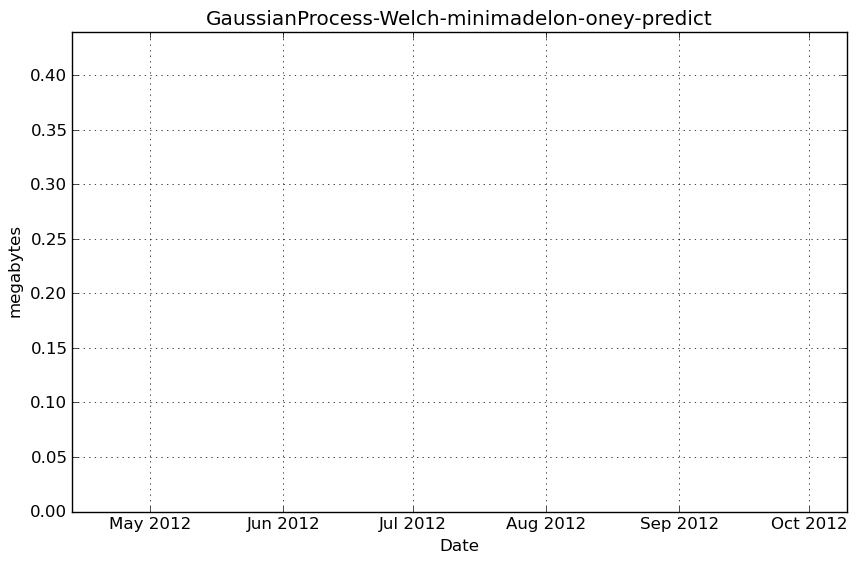 GaussianProcess-Welch-minimadelon-oney-predict
0.40
0.35
0.30
0.25
0.20
0.15
0.10
0.05
0.00
megabytes
May 2012 Jun 2012 Jul 2012 Aug 2012 Sep 2012 Oct 2012
Date